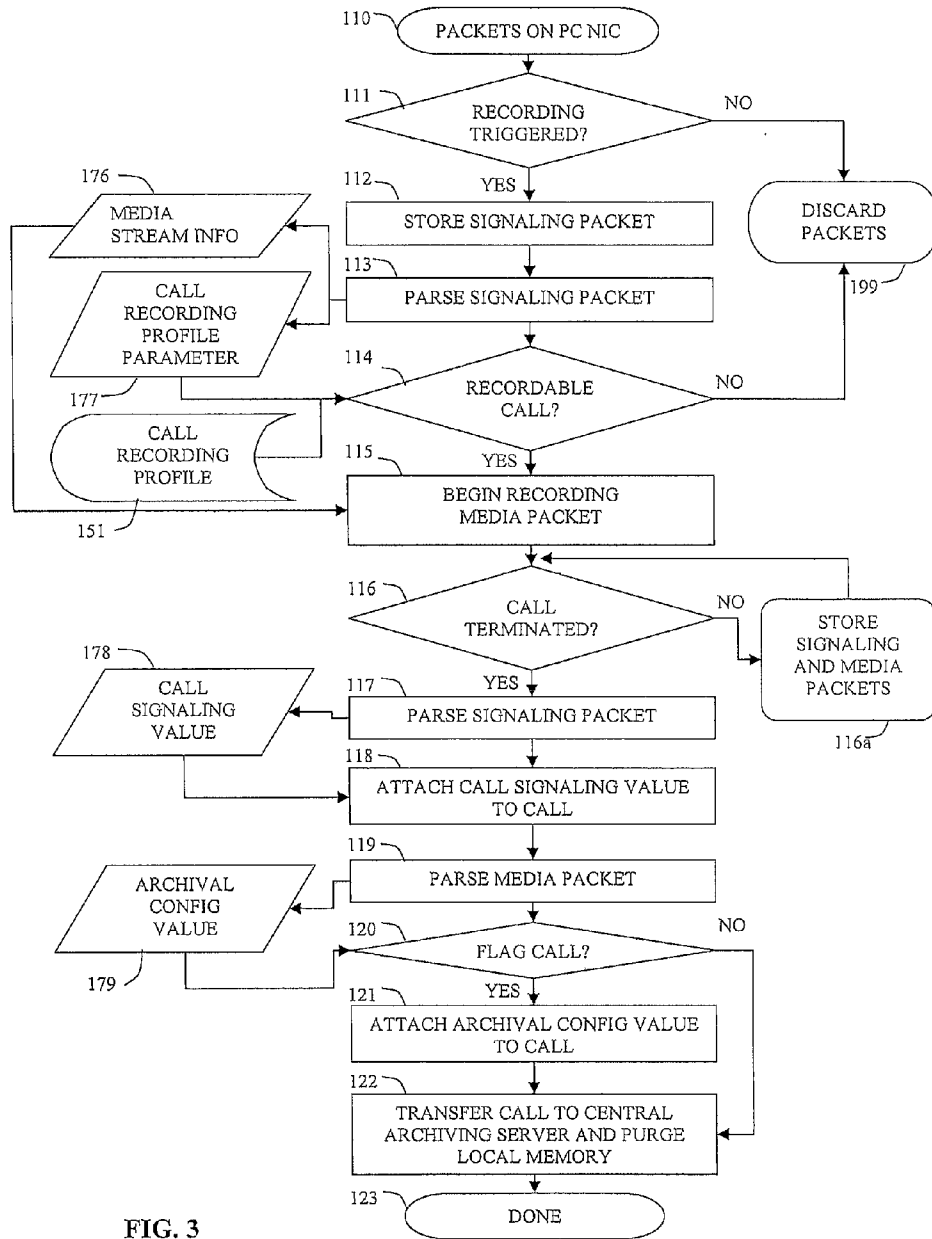 110
PACKETS ON PC NIC
111
RECORDING
TRIGGERED?
NO
YES
176
MEDIA
STREAM INFO
112
STORE SIGNALING PACKET
DISCARD
PACKETS
199
113
PARSE SIGNALING PACKET
CALL
RECORDING
PROFILE
PARAMETER
177
114
RECORDABLE
CALL?
NO
YES
CALL
RECORDING
PROFILE
151
115
BEGIN RECORDING
MEDIA PACKET
116
CALL
TERMINATED?
NO
YES
STORE
SIGNALING
AND MEDIA
PACKETS
116a
178
CALL
SIGNALING
VALUE
117
PARSE SIGNALING PACKET
118
ATTACH CALL SIGNALING VALUE
TO CALL
119
PARSE MEDIA PACKET
ARCHIVAL
CONFIG
VALUE
179
120
FLAG CALL?
NO
YES
121
ATTACH ARCHIVAL CONFIG VALUE
TO CALL
122
TRANSFER CALL TO CENTRAL
ARCHIVING SERVER AND PURGE
LOCAL MEMORY
123
DONE
FIG. 3